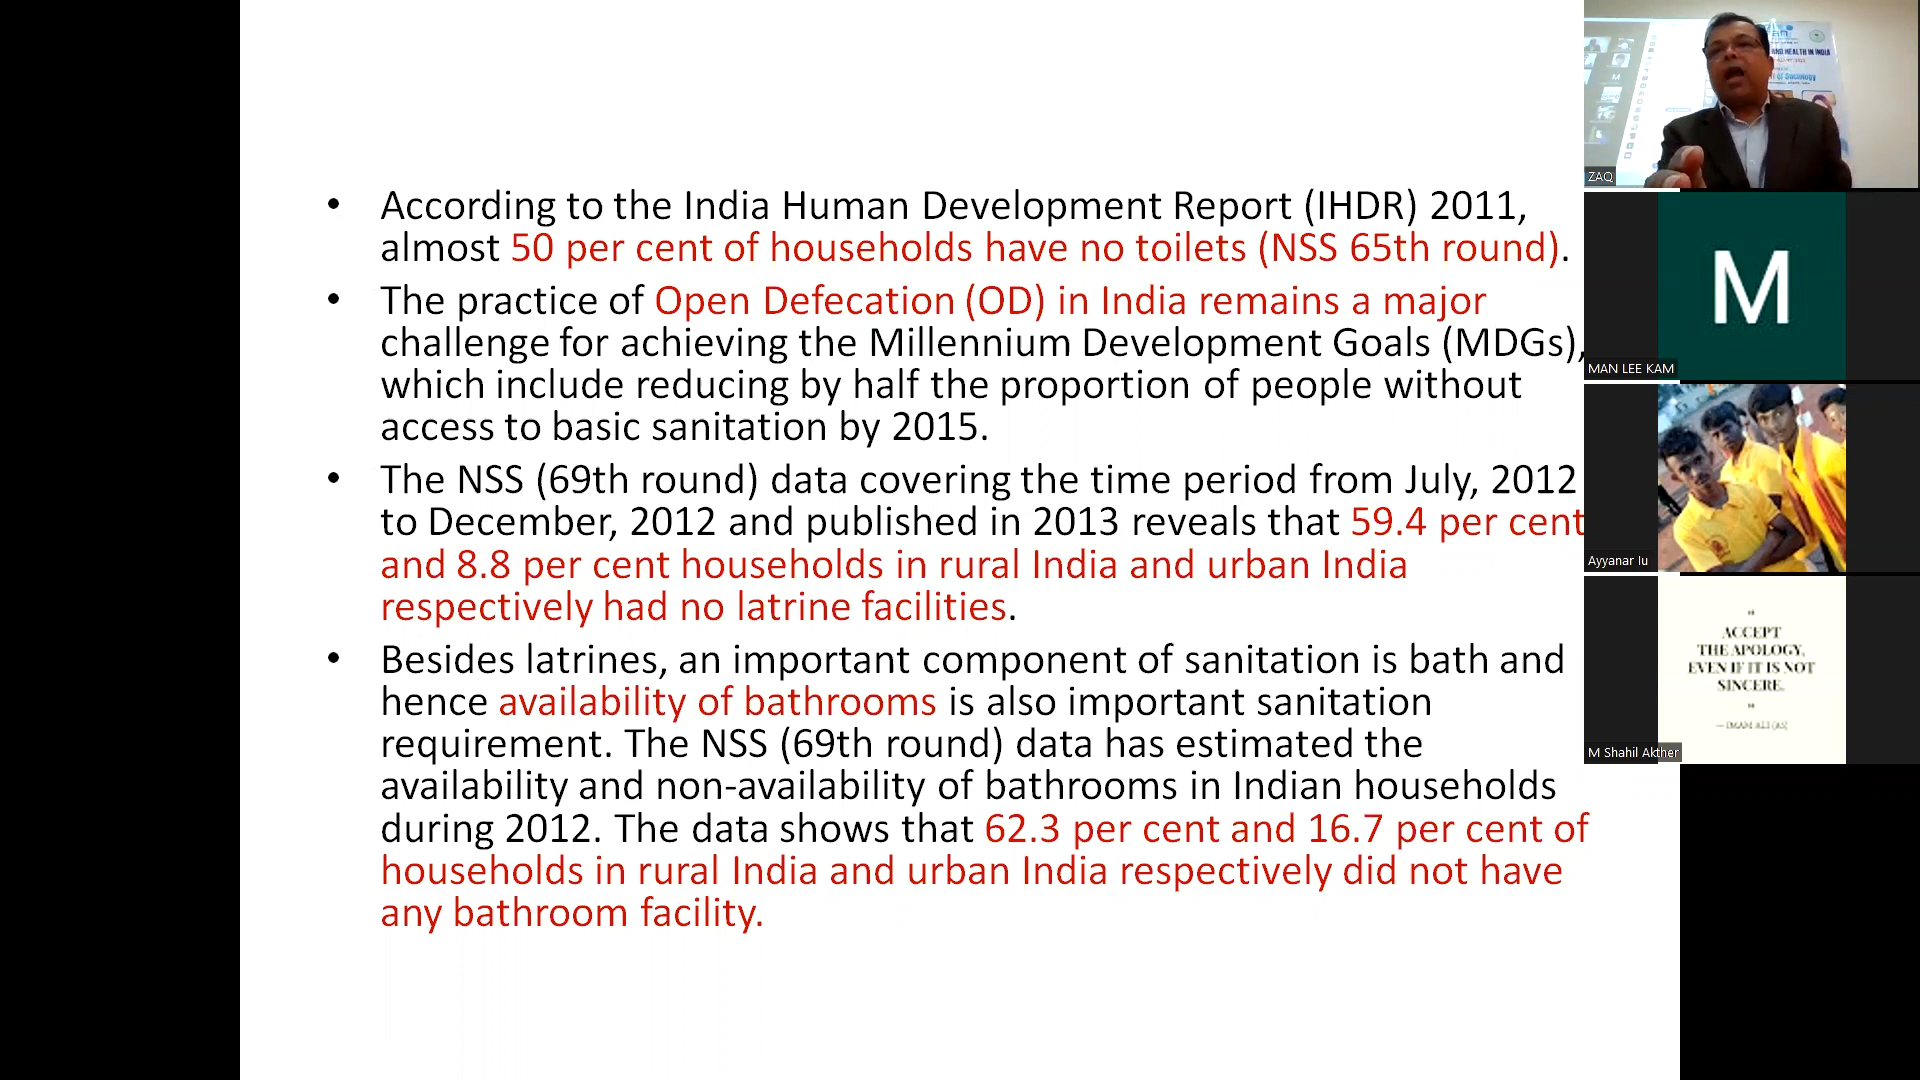 • According to the India Human Development Report (IHDR) 2011,
almost 50 per cent of households have no toilets (NSS 65th round).
• The practice of Open Defecation (OD) in India remains a major
challenge for achieving the Millennium Development Goals (MDGs),
which include reducing by half the proportion of people without
access to basic sanitation by 2015.
• The NSS (69th round) data covering the time period from July, 2012
to December, 2012 and published in 2013 reveals that 59.4 per cent
and 8.8 per cent households in rural India and urban India
respectively had no latrine facilities.
• Besides latrines, an important component of sanitation is bath and
hence availability of bathrooms is also important sanitation
requirement. The NSS (69th round) data has estimated the
availability and non-availability of bathrooms in Indian households
during 2012. The data shows that 62.3 per cent and 16.7 per cent of
households in rural India and urban India respectively did not have
any bathroom facility.
AND HEALTH IN INDIA
of Sociology
ZAQ
M
MAN LEE KAM
Ayyanar Iu
"
ACCEPT
THE APOLOGY,
EVEN IF IT IS NOT
SINCERE.
"
— IMAM ALI (AS)
M Shahil Akther